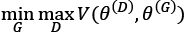 min max V(θ⁽ᴰ⁾, θ⁽ᴳ⁾)
G D